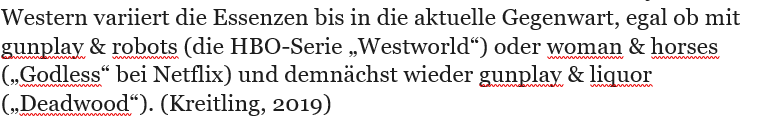 Western variiert die Essenzen bis in die aktuelle Gegenwart, egal ob mit
gunplay & robots (die HBO-Serie „Westworld“) oder woman & horses
(„Godless“ bei Netflix) und demnächst wieder gunplay & liquor
(„Deadwood“). (Kreitling, 2019)